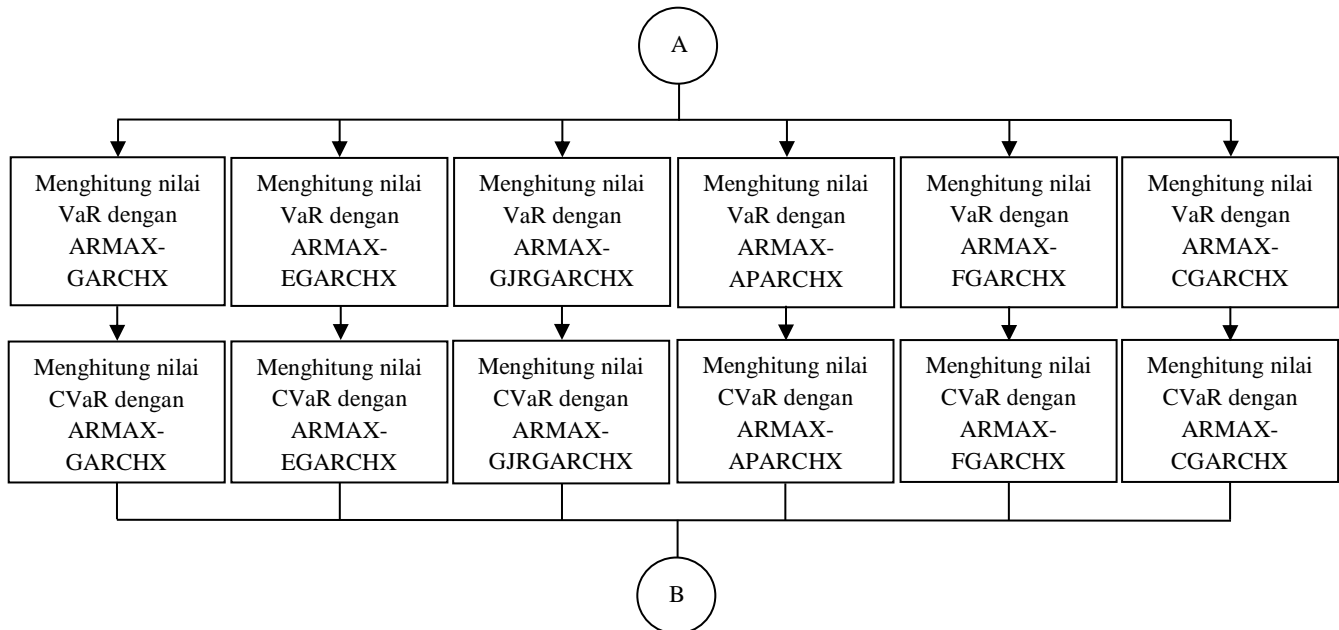 A
Menghitung nilai
VaR dengan
ARMAX-
GARCHX
Menghitung nilai
VaR dengan
ARMAX-
EGARCHX
Menghitung nilai
VaR dengan
ARMAX-
GJRGARCHX
Menghitung nilai
VaR dengan
ARMAX-
APARCHX
Menghitung nilai
VaR dengan
ARMAX-
FGARCHX
Menghitung nilai
VaR dengan
ARMAX-
CGARCHX
Menghitung nilai
CVaR dengan
ARMAX-
GARCHX
Menghitung nilai
CVaR dengan
ARMAX-
EGARCHX
Menghitung nilai
CVaR dengan
ARMAX-
GJRGARCHX
Menghitung nilai
CVaR dengan
ARMAX-
APARCHX
Menghitung nilai
CVaR dengan
ARMAX-
FGARCHX
Menghitung nilai
CVaR dengan
ARMAX-
CGARCHX
B